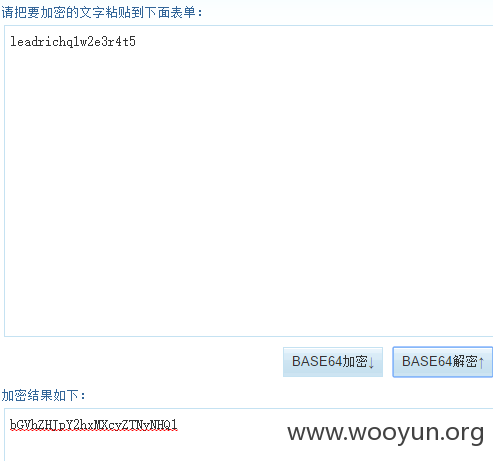 请把要加密的文字粘贴到下面表单：
leadrichq1w2e3r4t5
BASE64加密↓ BASE64解密↑
加密结果如下：
bGVhZHJpY2hxMXcyZTNyNHQ1
www.wooyun.org